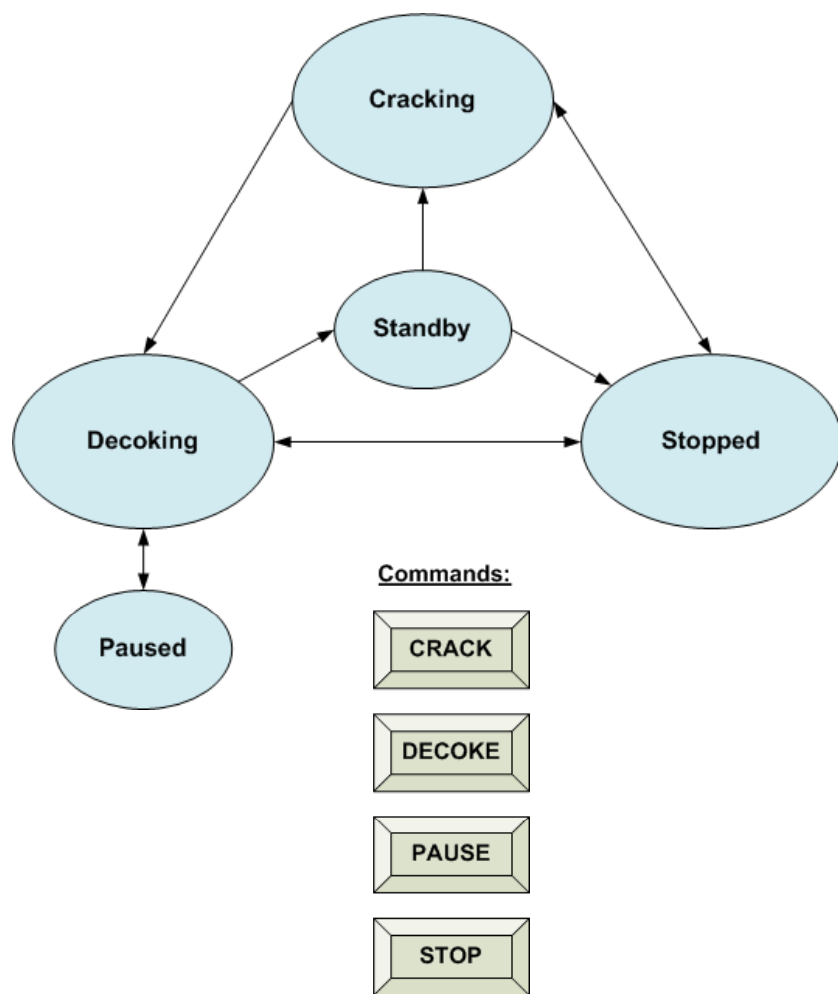 Cracking
Standby
Decoking
Stopped
Paused
Commands:
CRACK
DECOKE
PAUSE
STOP